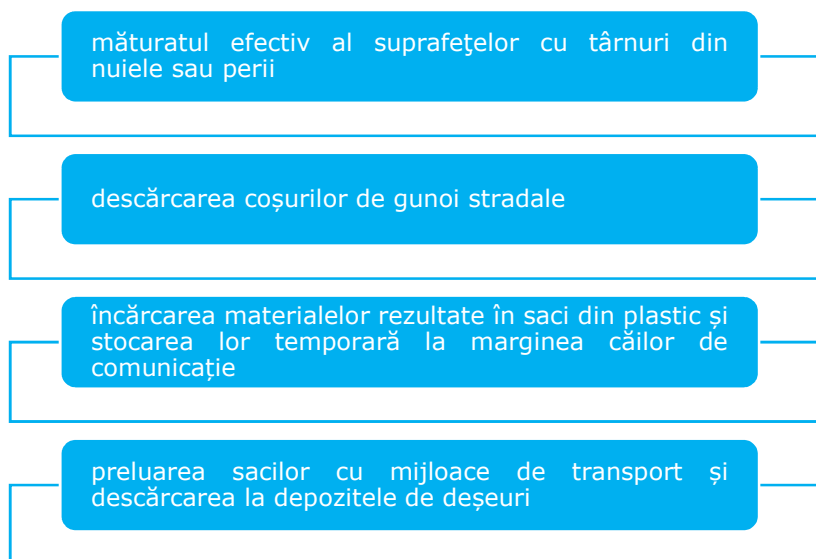 măturatul efectiv al suprafeţelor cu târnuri din
nuiele sau perii
descărcarea coșurilor de gunoi stradale
încărcarea materialelor rezultate în saci din plastic și
stocarea lor temporară la marginea căilor de
comunicație
preluarea sacilor cu mijloace de transport și
descărcarea la depozitele de deșeuri